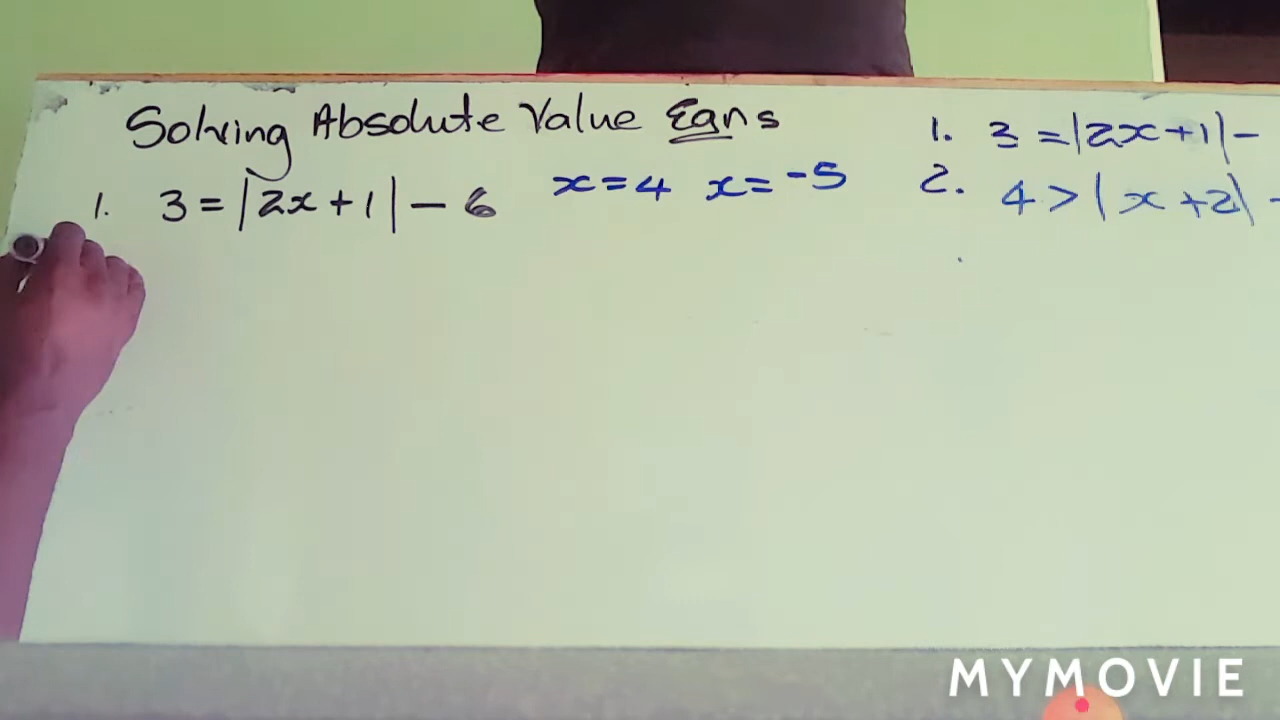 Solving Absolute Value Eqns
1. 3 = |2x + 1| - 6 x = 4 x = -5
1. 3 = |2x + 1| -
2. 4 > |x + 2| -
MYMOVIE